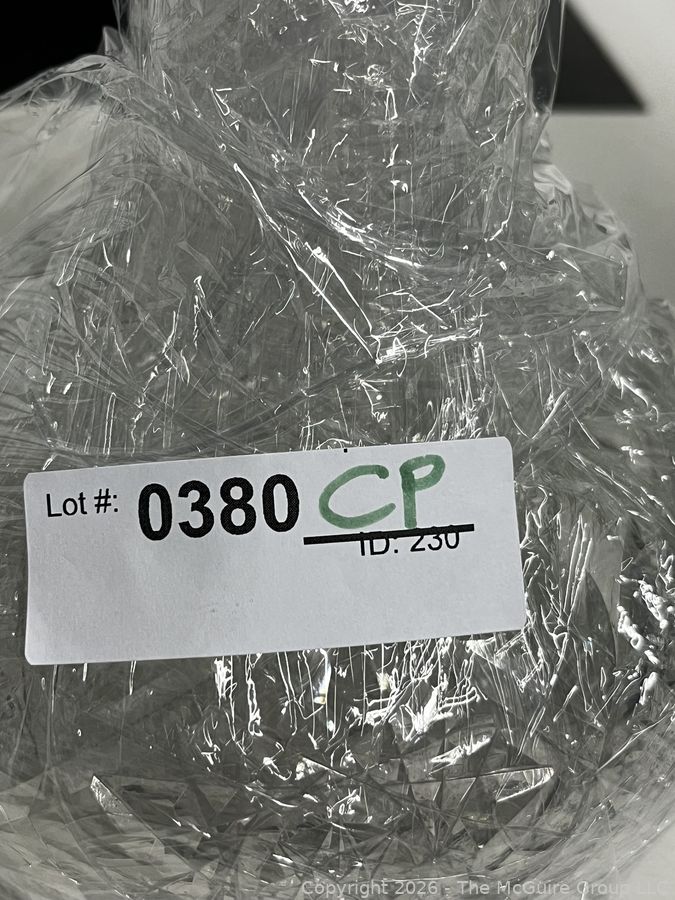 Lot #: 0380 CP
ID: 230
Copyright 2026 - The McGuire Group LLC